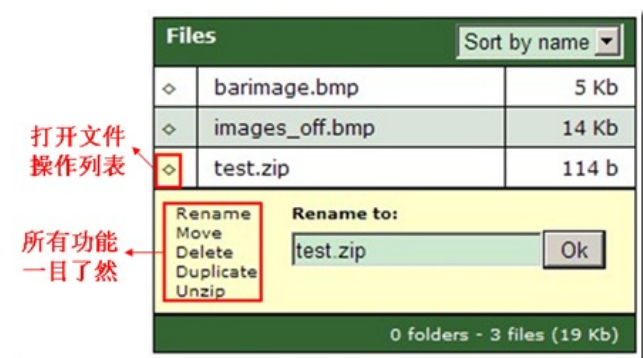 Files
Sort by name
barimage.bmp 5 Kb
images_off.bmp 14 Kb
打开文件
操作列表
test.zip 114 b
所有功能
一目了然
Rename
Move
Delete
Duplicate
Unzip
Rename to:
test.zip Ok
0 folders - 3 files (19 Kb)